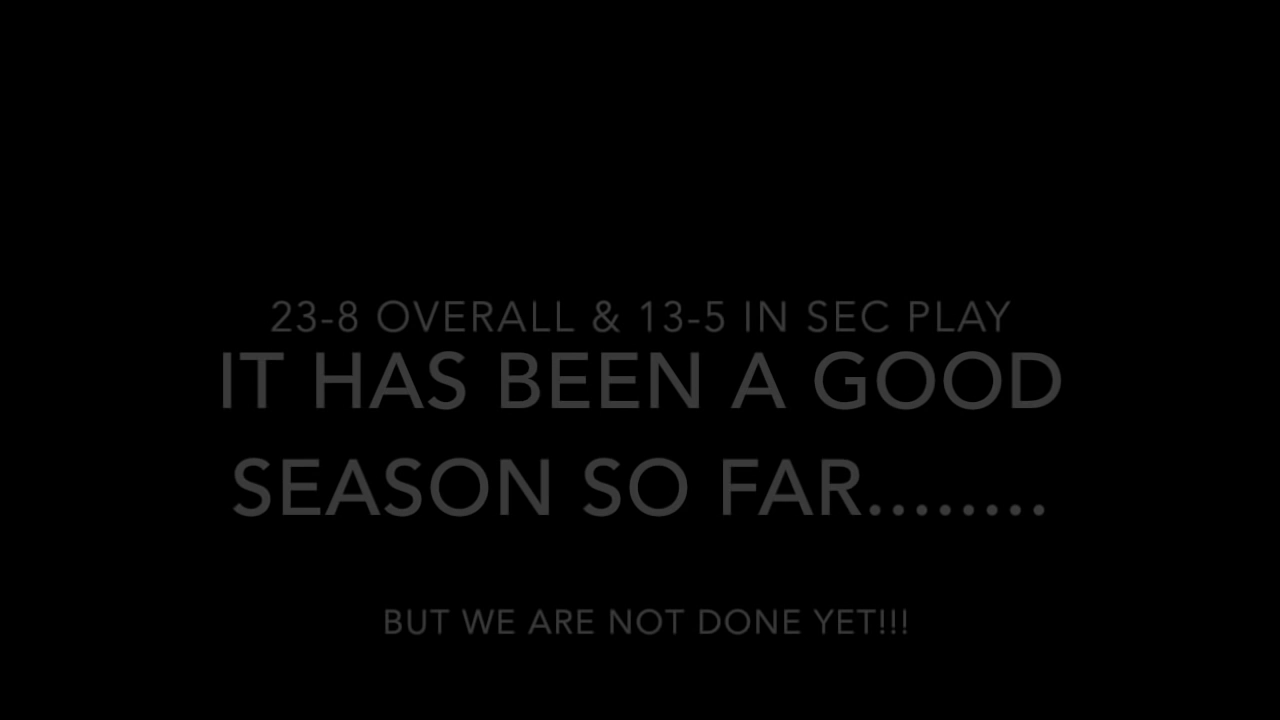 23-8 OVERALL & 13-5 IN SEC PLAY
IT HAS BEEN A GOOD
SEASON SO FAR........
BUT WE ARE NOT DONE YET!!!